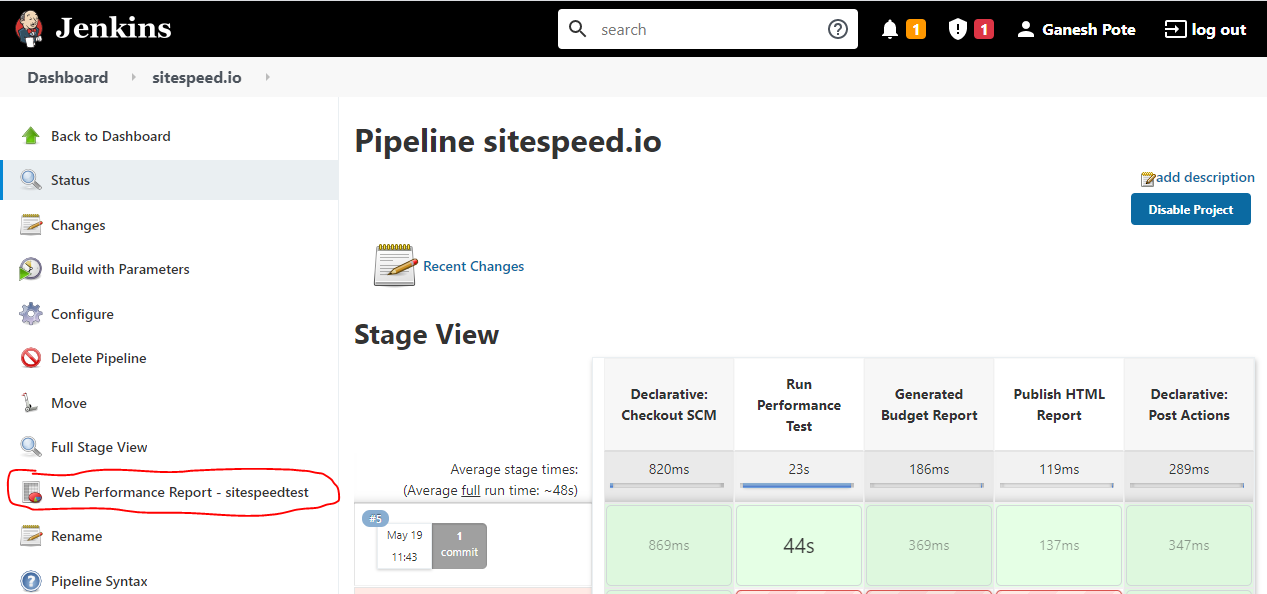 Jenkins
search
1
1
Ganesh Pote
log out
Dashboard
sitespeed.io
Back to Dashboard
Status
Changes
Build with Parameters
Configure
Delete Pipeline
Move
Full Stage View
Web Performance Report - sitespeedtest
Rename
Pipeline Syntax
Pipeline sitespeed.io
add description
Disable Project
Recent Changes
Stage View
Declarative:
Checkout SCM
Run
Performance
Test
Generated
Budget Report
Publish HTML
Report
Declarative:
Post Actions
Average stage times:
(Average full run time: ~48s)
820ms
23s
186ms
119ms
289ms
#5
May 19
11:43
1
commit
869ms
44s
369ms
137ms
347ms